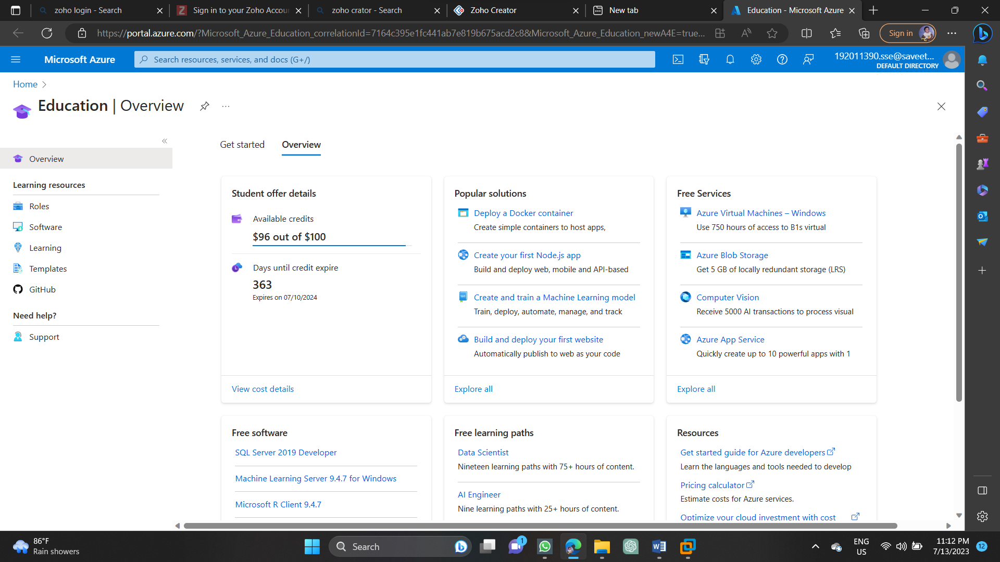 zoho login - Search
Sign in to your Zoho Accou
zoho crator - Search
Zoho Creator
New tab
Education - Microsoft Azure
https://portal.azure.com/?Microsoft_Azure_Education_correlationId=7164c395e1fc441ab7e819b675acd2c8&Microsoft_Azure_Education_newA4E=true...
Sign in
Microsoft Azure
Search resources, services, and docs (G+/)
192011390.sse@saveet...
DEFAULT DIRECTORY
Home
Education | Overview
Overview
Learning resources
Roles
Software
Learning
Templates
GitHub
Need help?
Support
Get started
Overview
Student offer details
Available credits
$96 out of $100
Days until credit expire
363
Expires on 07/10/2024
View cost details
Popular solutions
Deploy a Docker container
Create simple containers to host apps,
Create your first Node.js app
Build and deploy web, mobile and API-based
Create and train a Machine Learning model
Train, deploy, automate, manage, and track
Build and deploy your first website
Automatically publish to web as your code
Explore all
Free Services
Azure Virtual Machines – Windows
Use 750 hours of access to B1s virtual
Azure Blob Storage
Get 5 GB of locally redundant storage (LRS)
Computer Vision
Receive 5000 AI transactions to process visual
Azure App Service
Quickly create up to 10 powerful apps with 1
Explore all
Free software
SQL Server 2019 Developer
Machine Learning Server 9.4.7 for Windows
Microsoft R Client 9.4.7
Free learning paths
Data Scientist
Nineteen learning paths with 75+ hours of content.
AI Engineer
Nine learning paths with 25+ hours of content.
Resources
Get started guide for Azure developers
Learn the languages and tools needed to develop
Pricing calculator
Estimate costs for Azure services.
Optimize your cloud investment with cost
86°F
Rain showers
Search
1
ENG
US
11:12 PM
7/13/2023
12